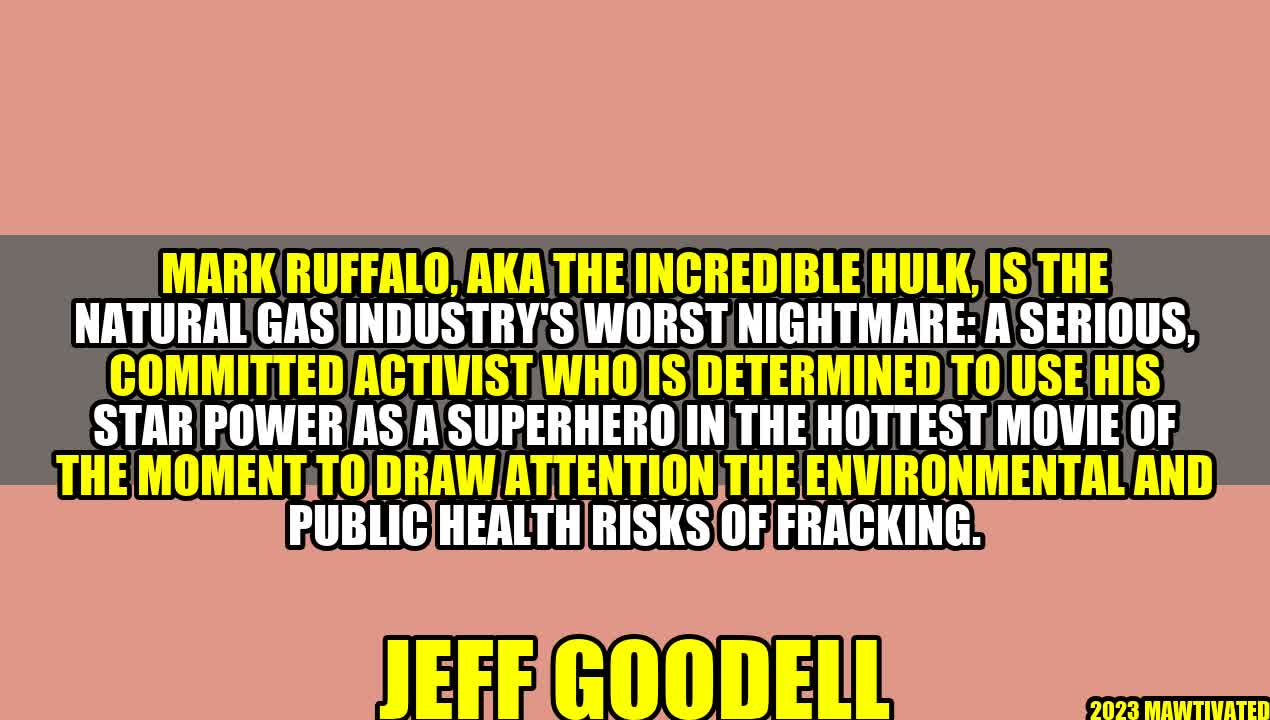 MARK RUFFALO, AKA THE INCREDIBLE HULK, IS THE
NATURAL GAS INDUSTRY'S WORST NIGHTMARE: A SERIOUS,
COMMITTED ACTIVIST WHO IS DETERMINED TO USE HIS
STAR POWER AS A SUPERHERO IN THE HOTTEST MOVIE OF
THE MOMENT TO DRAW ATTENTION THE ENVIRONMENTAL AND
PUBLIC HEALTH RISKS OF FRACKING.
JEFF GOODELL
2023 MAWTIVATED